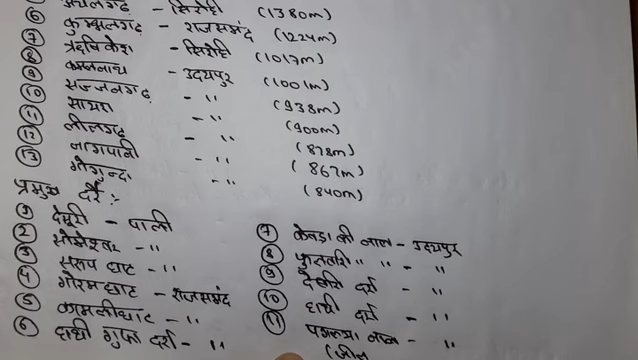 अचलगढ़ - सिरोही (1380m)
⑥ कुम्भलगढ़ - राजसमंद (1224m)
⑦ ऋषिकेश - सिरोही (1017m)
⑧ कमलनाथ - उदयपुर (1001m)
⑨ सज्जनगढ़ - " (938m)
⑩ सायरा - " (900m)
⑪ लीलागढ़ - " (878m)
⑫ नागपानी - " (867m)
⑬ गोगुन्दा - " (840m)
प्रमुख दर्रे :-
① देसूरी - पाली
② सोमेश्वर - "
③ सरूप घाट - "
④ गोरमघाट - राजसमंद
⑤ कामलीघाट - "
⑥ हाथी गुफा दर्रा - "
⑦ केवड़ा की नाल - उदयपुर
⑧ फुलवारी " " - "
⑨ देबारी दर्रा - "
⑩ हाथी दर्रा - "
⑪ पगल्या नाल - "